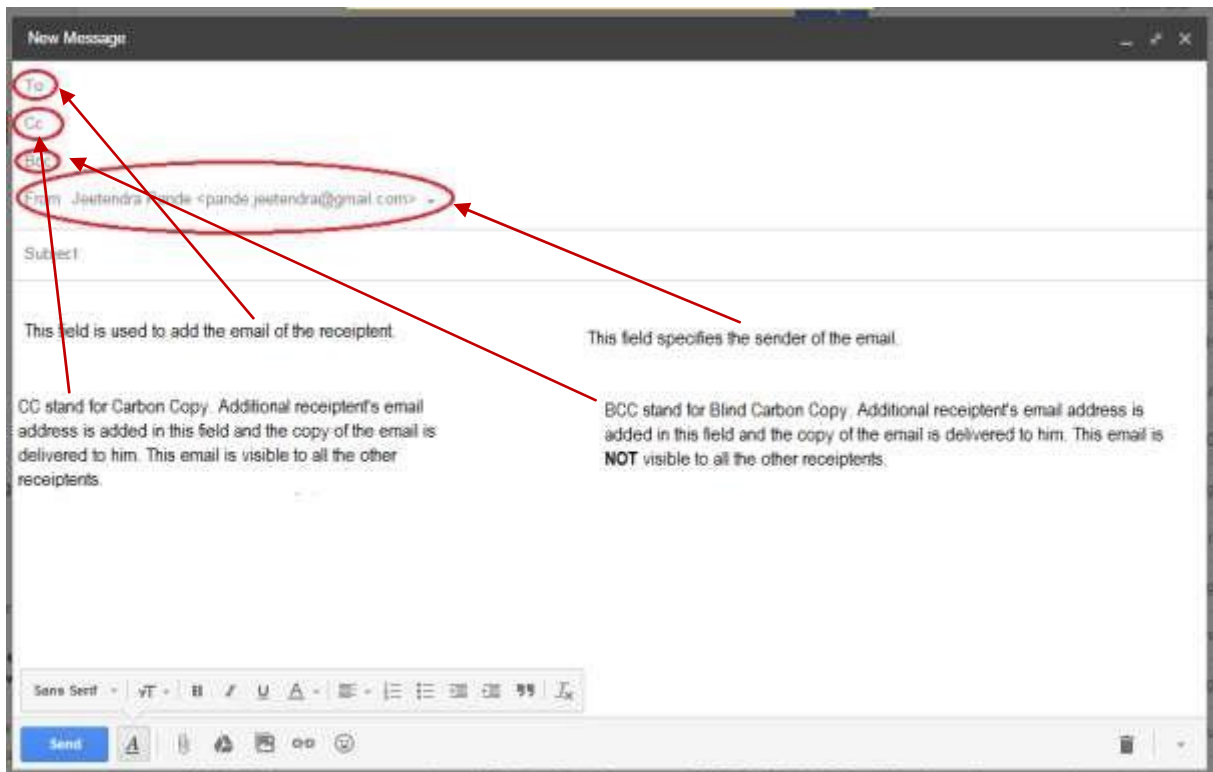 New Message
To
Cc
Bcc
From Jeetendra Pande <pande.jeetendra@gmail.com>
Subject
This field is used to add the email of the receiptent.
This field specifies the sender of the email.
CC stand for Carbon Copy. Additional receiptent's email
address is added in this field and the copy of the email is
delivered to him. This email is visible to all the other
receiptents.
BCC stand for Blind Carbon Copy. Additional receiptent's email address is
added in this field and the copy of the email is delivered to him. This email is
NOT visible to all the other receiptents.
Sans Serif
Send